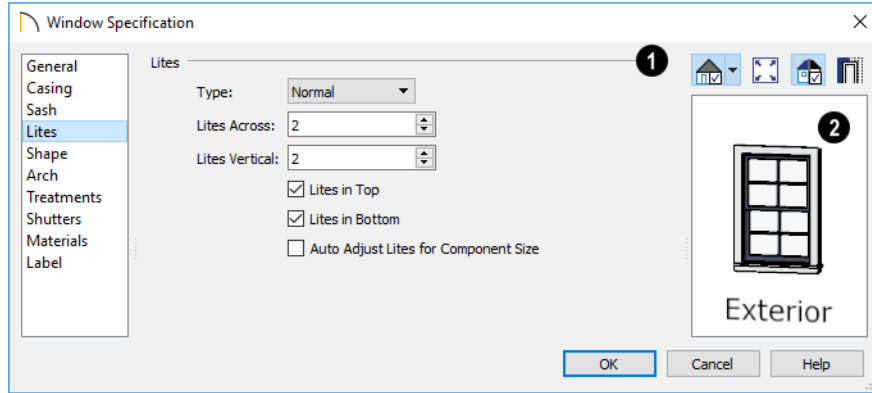 Window Specification
General
Casing
Sash
Lites
Shape
Arch
Treatments
Shutters
Materials
Label
Lites
1
Type: Normal
Lites Across: 2
Lites Vertical: 2
Lites in Top
Lites in Bottom
Auto Adjust Lites for Component Size
2
Exterior
OK Cancel Help